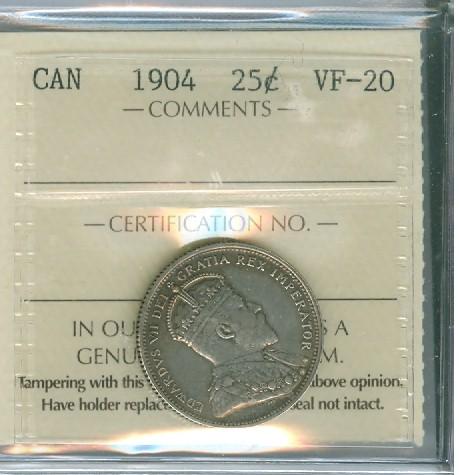 CAN 1904 25¢ VF-20
— COMMENTS —
— CERTIFICATION NO. —
EDWARDVS VII DEI GRATIA REX IMPERATOR
IN OU S A
GENU M.
Tampering with this above opinion.
Have holder replac seal not intact.